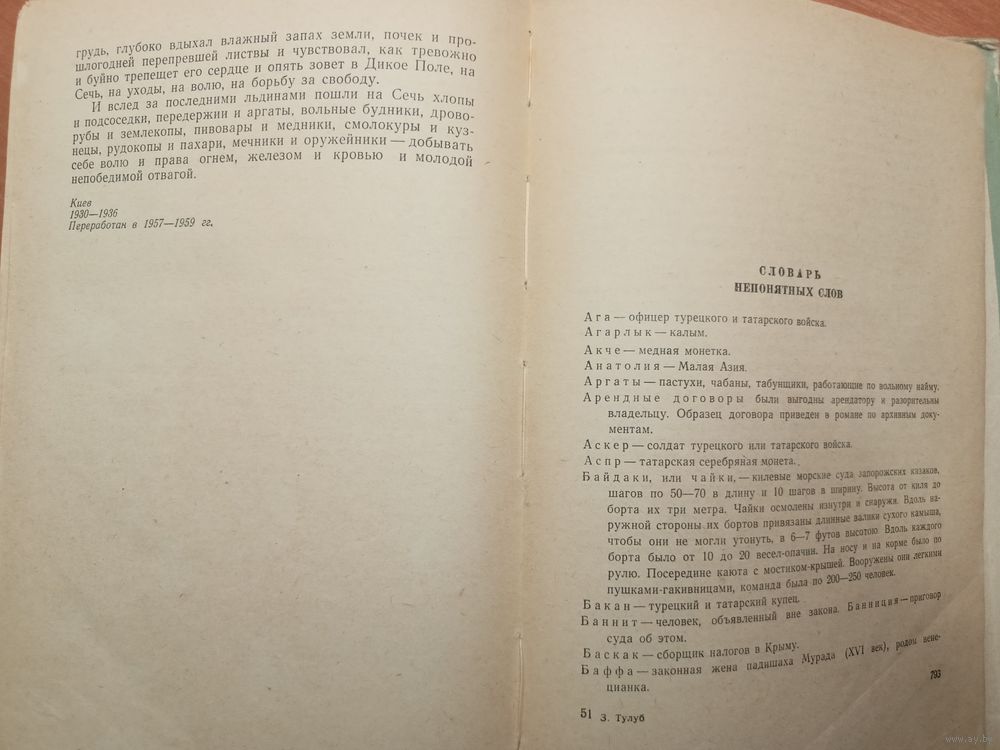 грудь, глубоко вдыхал влажный запах земли, почек и про-
шлогодней перепревшей листвы и чувствовал, как тревожно
и буйно трепещет его сердце и опять зовет в Дикое Поле, на
Сечь, на уходы, на волю, на борьбу за свободу.
И вслед за последними льдинами пошли на Сечь хлопы
и подсоседки, передержии и аргаты, вольные будники, дрово-
рубы и землекопы, пивовары и медники, смолокуры и куз-
нецы, рудокопы и пахари, мечники и оружейники — добывать
себе волю и права огнем, железом и кровью и молодой
непобедимой отвагой.
Киев
1930—1936
Переработан в 1957—1959 гг.
СЛОВАРЬ
НЕПОНЯТНЫХ СЛОВ
Ага — офицер турецкого и татарского войска.
Агарлык — калым.
Акче — медная монетка.
Анатолия — Малая Азия.
Аргаты — пастухи, чабаны, табунщики, работающие по вольному найму.
Арендные договоры были выгодны арендатору и разорительны
владельцу. Образец договора приведен в романе по архивным доку-
ментам.
Аскер — солдат турецкого или татарского войска.
Аспр — татарская серебряная монета.
Байдаки, или чайки, — килевые морские суда запорожских казаков,
шагов по 50—70 в длину и 10 шагов в ширину. Высота от киля до
борта их три метра. Чайки осмолены изнутри и снаружи. Вдоль на-
ружной стороны их бортов привязаны длинные валики сухого камыша,
чтобы они не могли утонуть, в 6—7 футов высотою. Вдоль каждого
борта было от 10 до 20 весел-опачин. На носу и на корме было по
рулю. Посередине каюта с мостиком-крышей. Вооружены они легкими
пушками-гакивницами, команда была по 200—250 человек.
Бакан — турецкий и татарский купец.
Баннит — человек, объявленный вне закона. Банниция — приговор
суда об этом.
Баскак — сборщик налогов в Крыму.
Баффа — законная жена падишаха Мурада (XVI век), родом вене-
цианка.
793
51 З. Тулуб
www.ay.by